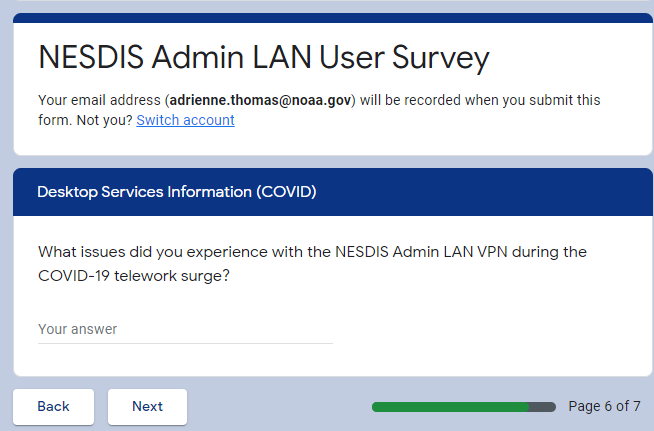 NESDIS Admin LAN User Survey
Your email address (adrienne.thomas@noaa.gov) will be recorded when you submit this
form. Not you? Switch account
Desktop Services Information (COVID)
What issues did you experience with the NESDIS Admin LAN VPN during the
COVID-19 telework surge?
Your answer
Back Next Page 6 of 7